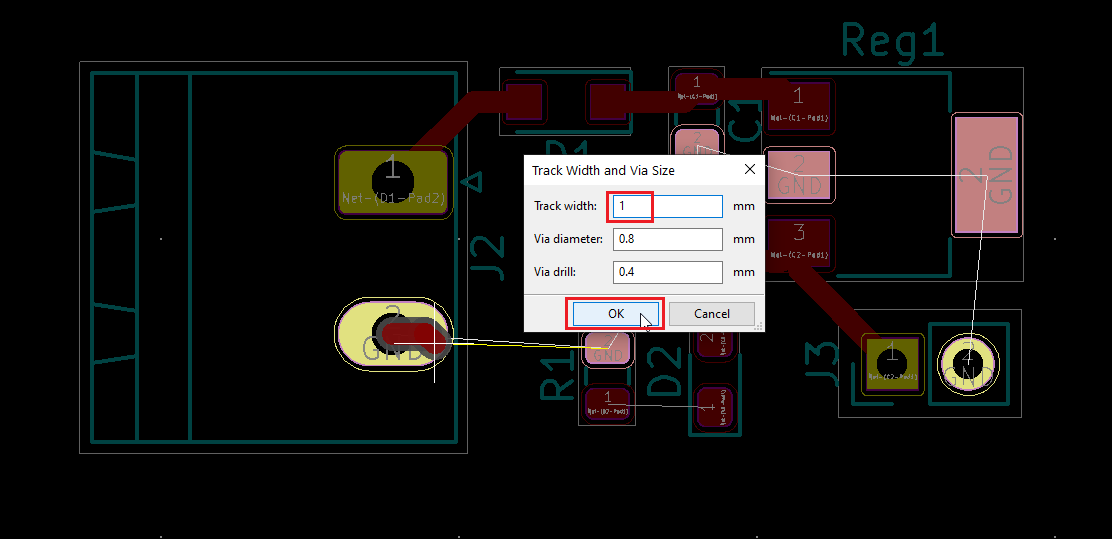 Reg1
1
Net-(C1-Pad1)
C1
1
Net-(C1-Pad1)
D1
1
Net-(D1-Pad2)
2
GND
2
GND
2
GND
Track Width and Via Size
Track width: 1 mm
Via diameter: 0.8 mm
Via drill: 0.4 mm
OK Cancel
3
Net-(C2-Pad1)
J2
2
GND
GND
R1
1
D2
2
1
J3
1
Net-(C2-Pad1)
2
GND